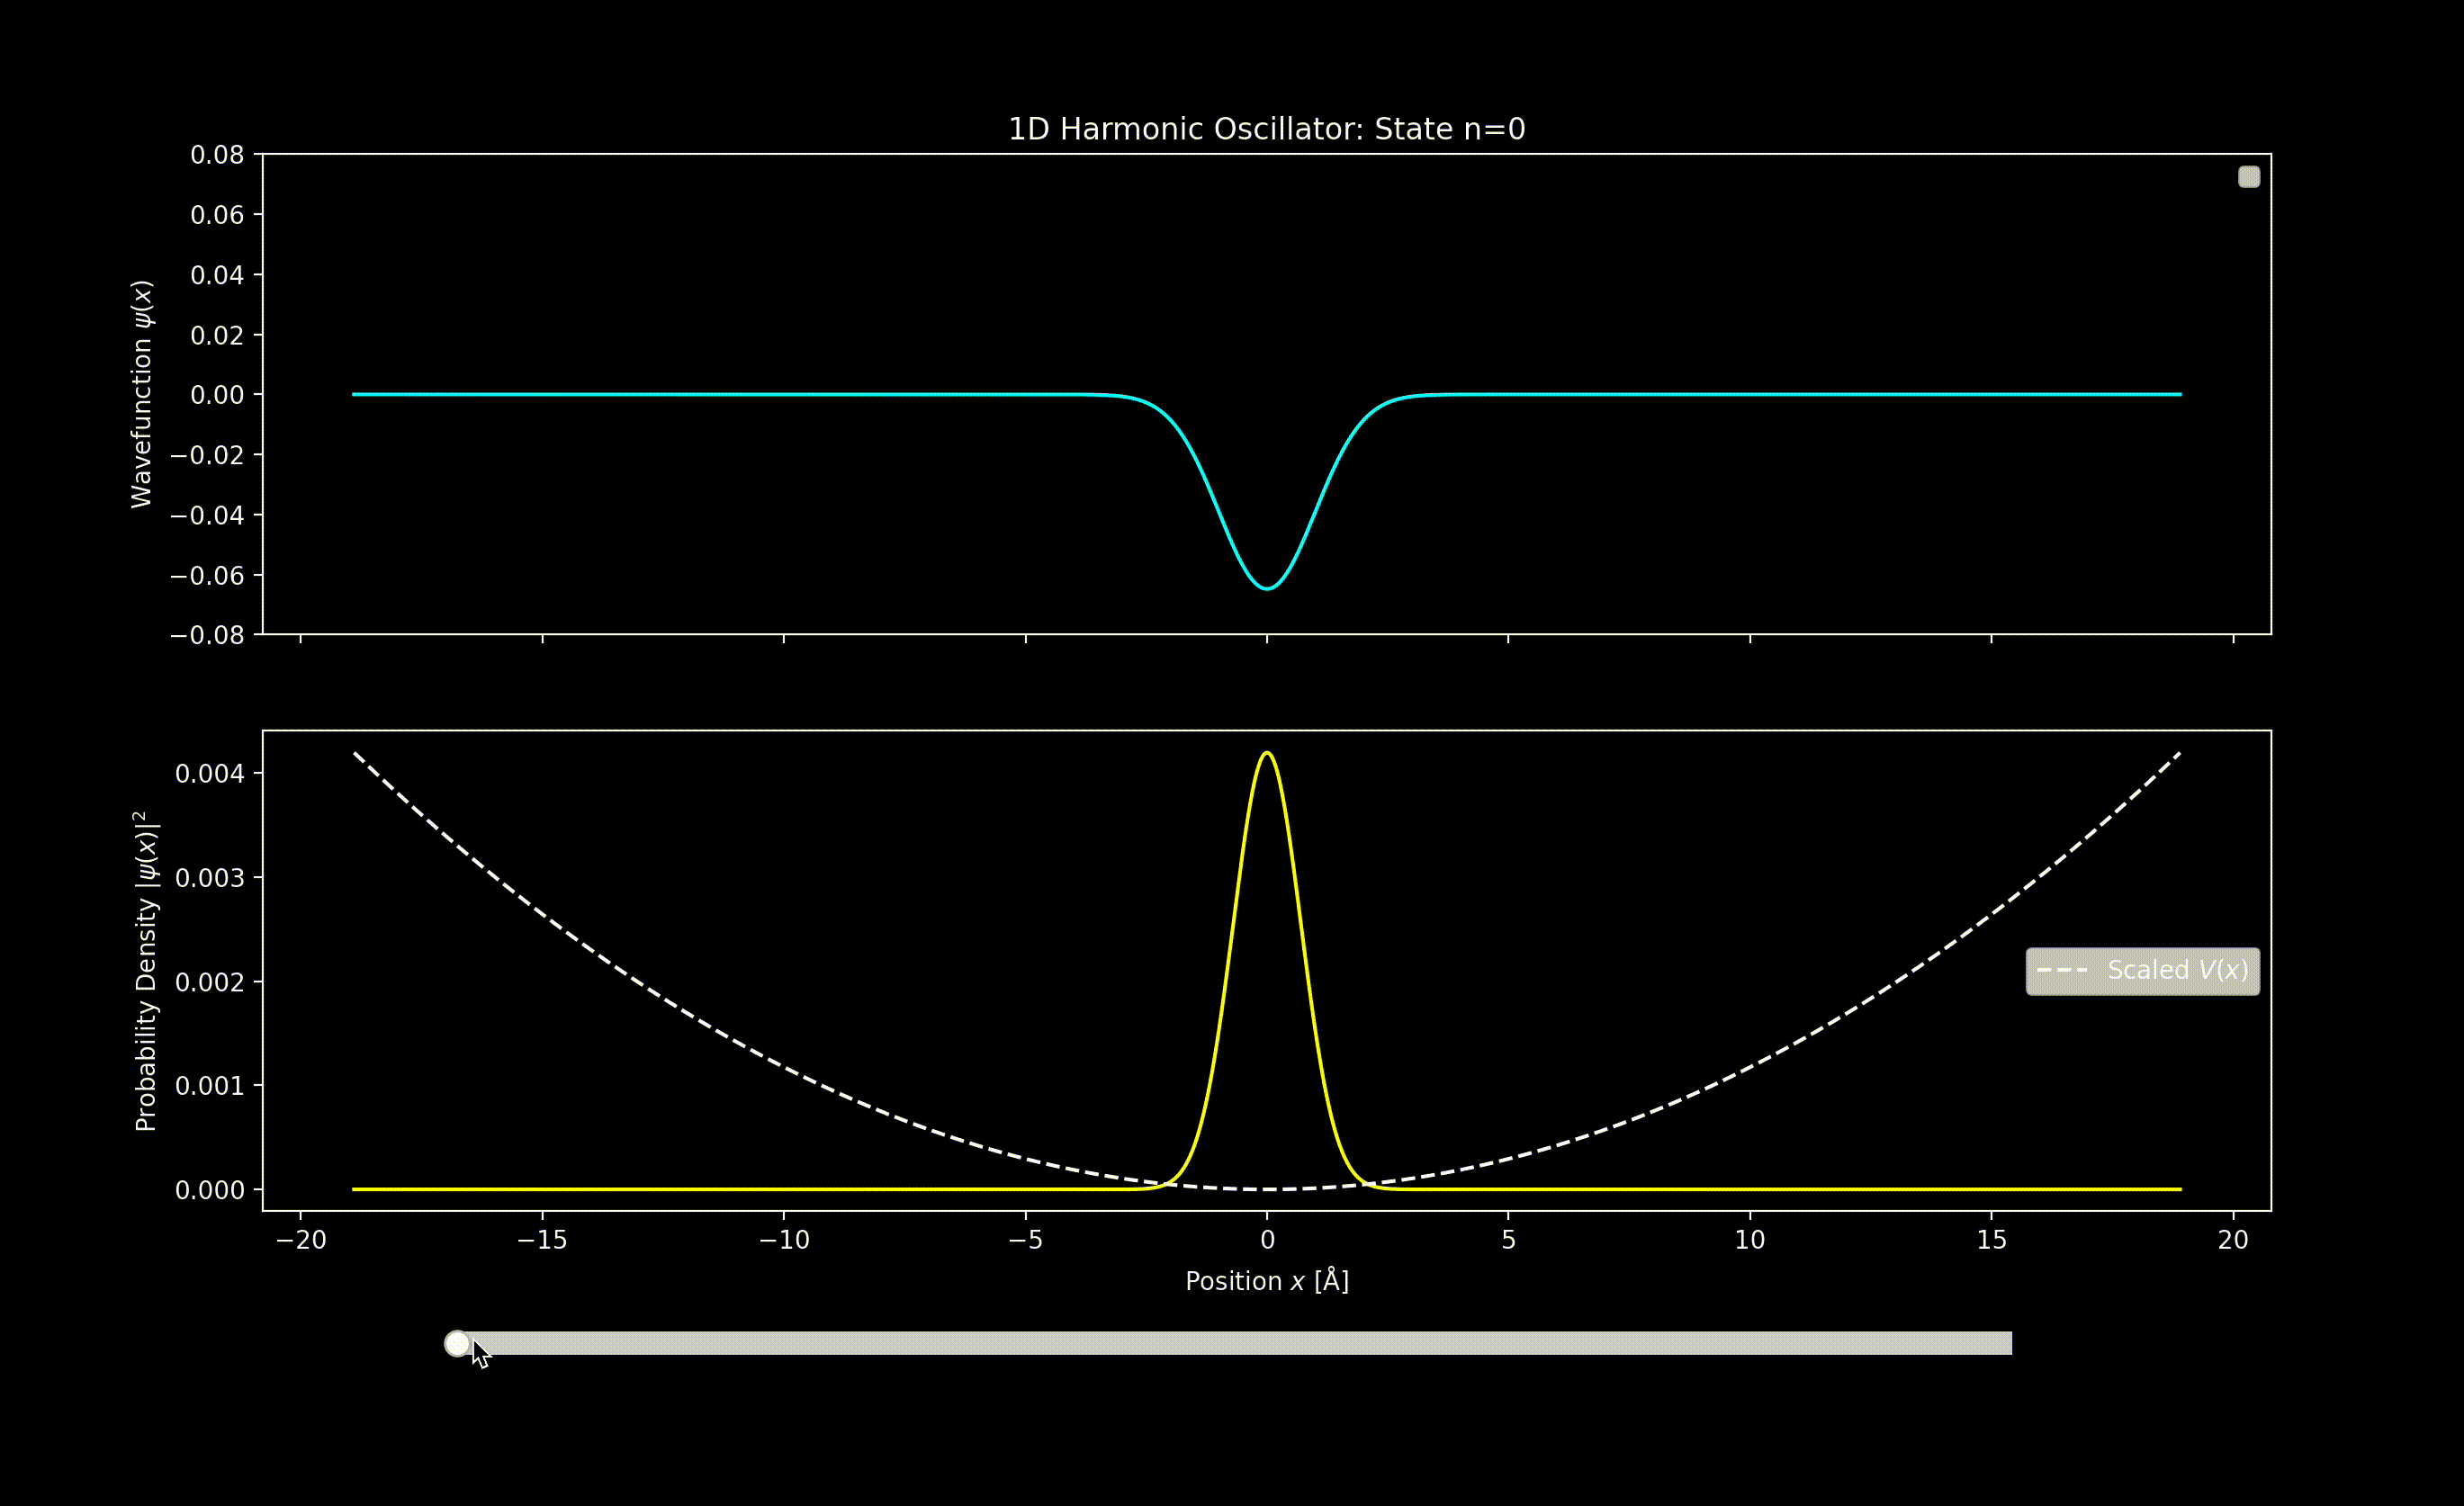 1D Harmonic Oscillator: State n=0
Wavefunction ψ(x)
0.08
0.06
0.04
0.02
0.00
−0.02
−0.04
−0.06
−0.08
Probability Density |ψ(x)|²
0.004
0.003
0.002
0.001
0.000
Scaled V(x)
−20 −15 −10 −5 0 5 10 15 20
Position x [Å]